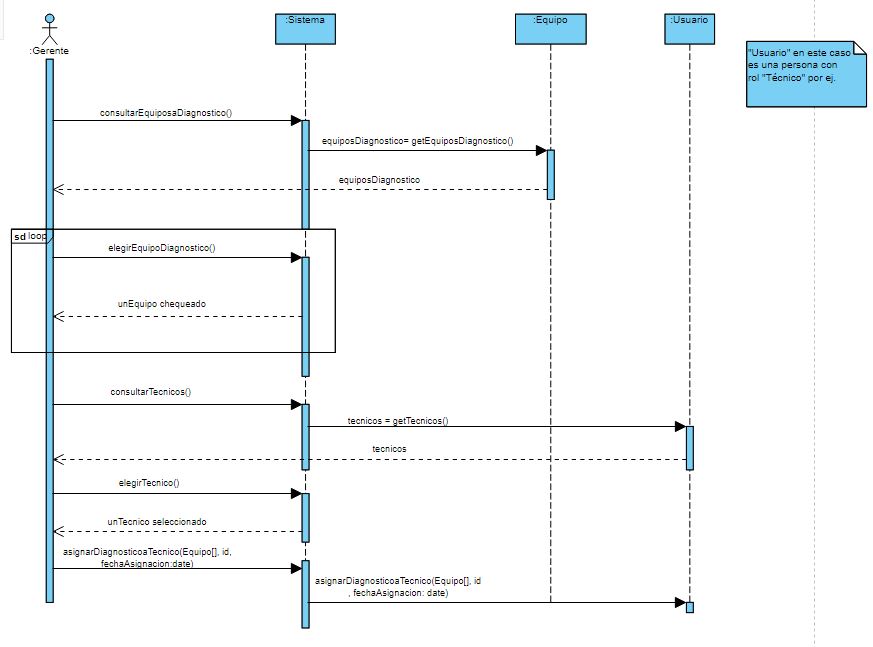 :Gerente
:Sistema
:Equipo
:Usuario
"Usuario" en este caso
es una persona con
rol "Técnico" por ej.
consultarEquiposaDiagnostico()
equiposDiagnostico= getEquiposDiagnostico()
equiposDiagnostico
sd loop
elegirEquipoDiagnostico()
unEquipo chequeado
consultarTecnicos()
tecnicos = getTecnicos()
tecnicos
elegirTecnico()
unTecnico seleccionado
asignarDiagnosticoaTecnico(Equipo[], id,
fechaAsignacion:date)
asignarDiagnosticoaTecnico(Equipo[], id
, fechaAsignacion: date)